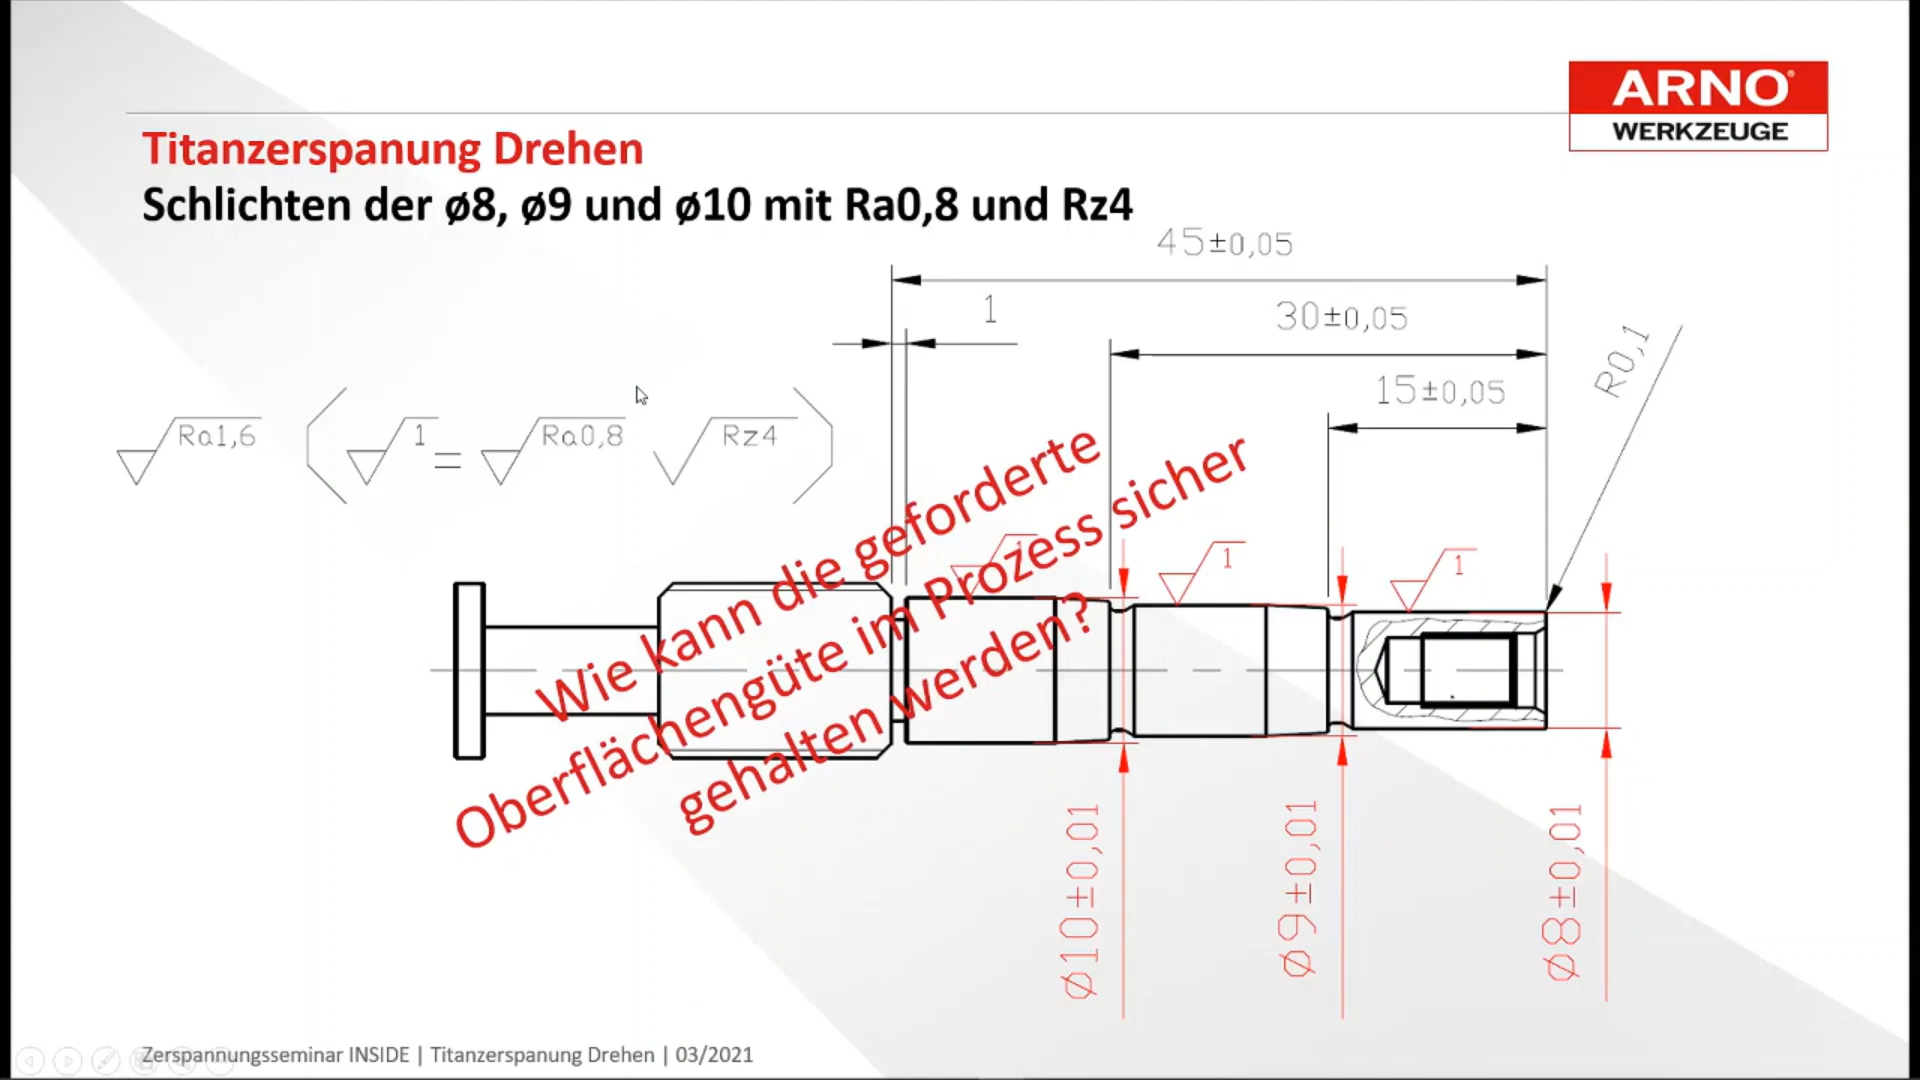 ARNO®
WERKZEUGE
Titanzerspanung Drehen
Schlichten der ø8, ø9 und ø10 mit Ra0,8 und Rz4
45±0,05
1
30±0,05
15±0,05
R0,1
Ra1,6
1
=
Ra0,8
Rz4
Wie kann die geforderte
Oberflächengüte im Prozess sicher
gehalten werden?
1
1
1
Ø10±0,01
Ø9±0,01
Ø8±0,01
Zerspannungsseminar INSIDE | Titanzerspanung Drehen | 03/2021